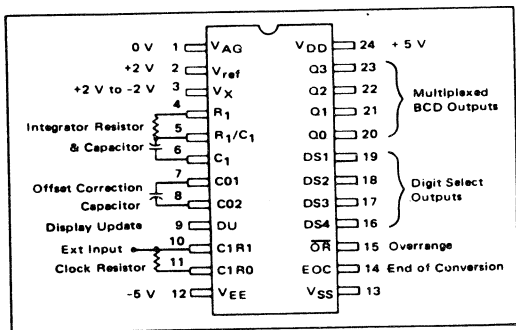 0 V 1 VAG VDD 24 + 5 V
+2 V 2 Vref Q3 23
+2 V to -2 V 3 VX Q2 22 Multiplexed
4 R1 Q1 21 BCD Outputs
Integrator Resistor 5 R1/C1 Q0 20
& Capacitor 6 C1 DS1 19
7 C01 DS2 18 Digit Select
Offset Correction
Capacitor 8 C02 DS3 17 Outputs
Display Update 9 DU DS4 16
Ext Input 10 C1R1 OR 15 Overrange
Clock Resistor 11 C1R0 EOC 14 End of Conversion
-5 V 12 VEE VSS 13